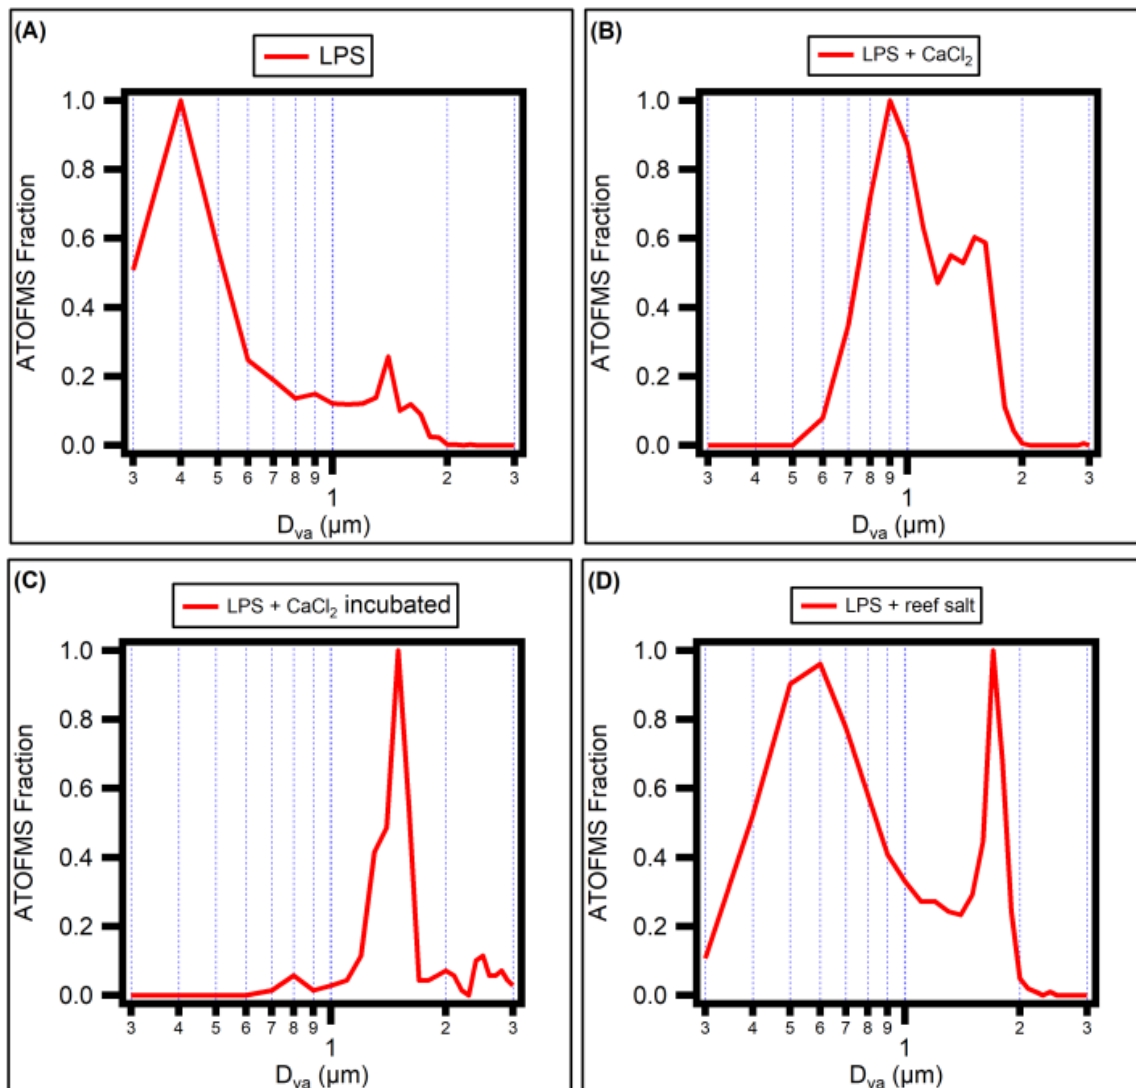 (A)
LPS
ATOFMS Fraction
1.0
0.8
0.6
0.4
0.2
0.0
3 4 5 6 7 8 9 2 3
1
Dva (µm)
(B)
LPS + CaCl₂
ATOFMS Fraction
1.0
0.8
0.6
0.4
0.2
0.0
3 4 5 6 7 8 9 2 3
1
Dva (µm)
(C)
LPS + CaCl₂ incubated
ATOFMS Fraction
1.0
0.8
0.6
0.4
0.2
0.0
3 4 5 6 7 8 9 2 3
1
Dva (µm)
(D)
LPS + reef salt
ATOFMS Fraction
1.0
0.8
0.6
0.4
0.2
0.0
3 4 5 6 7 8 9 2 3
1
Dva (µm)